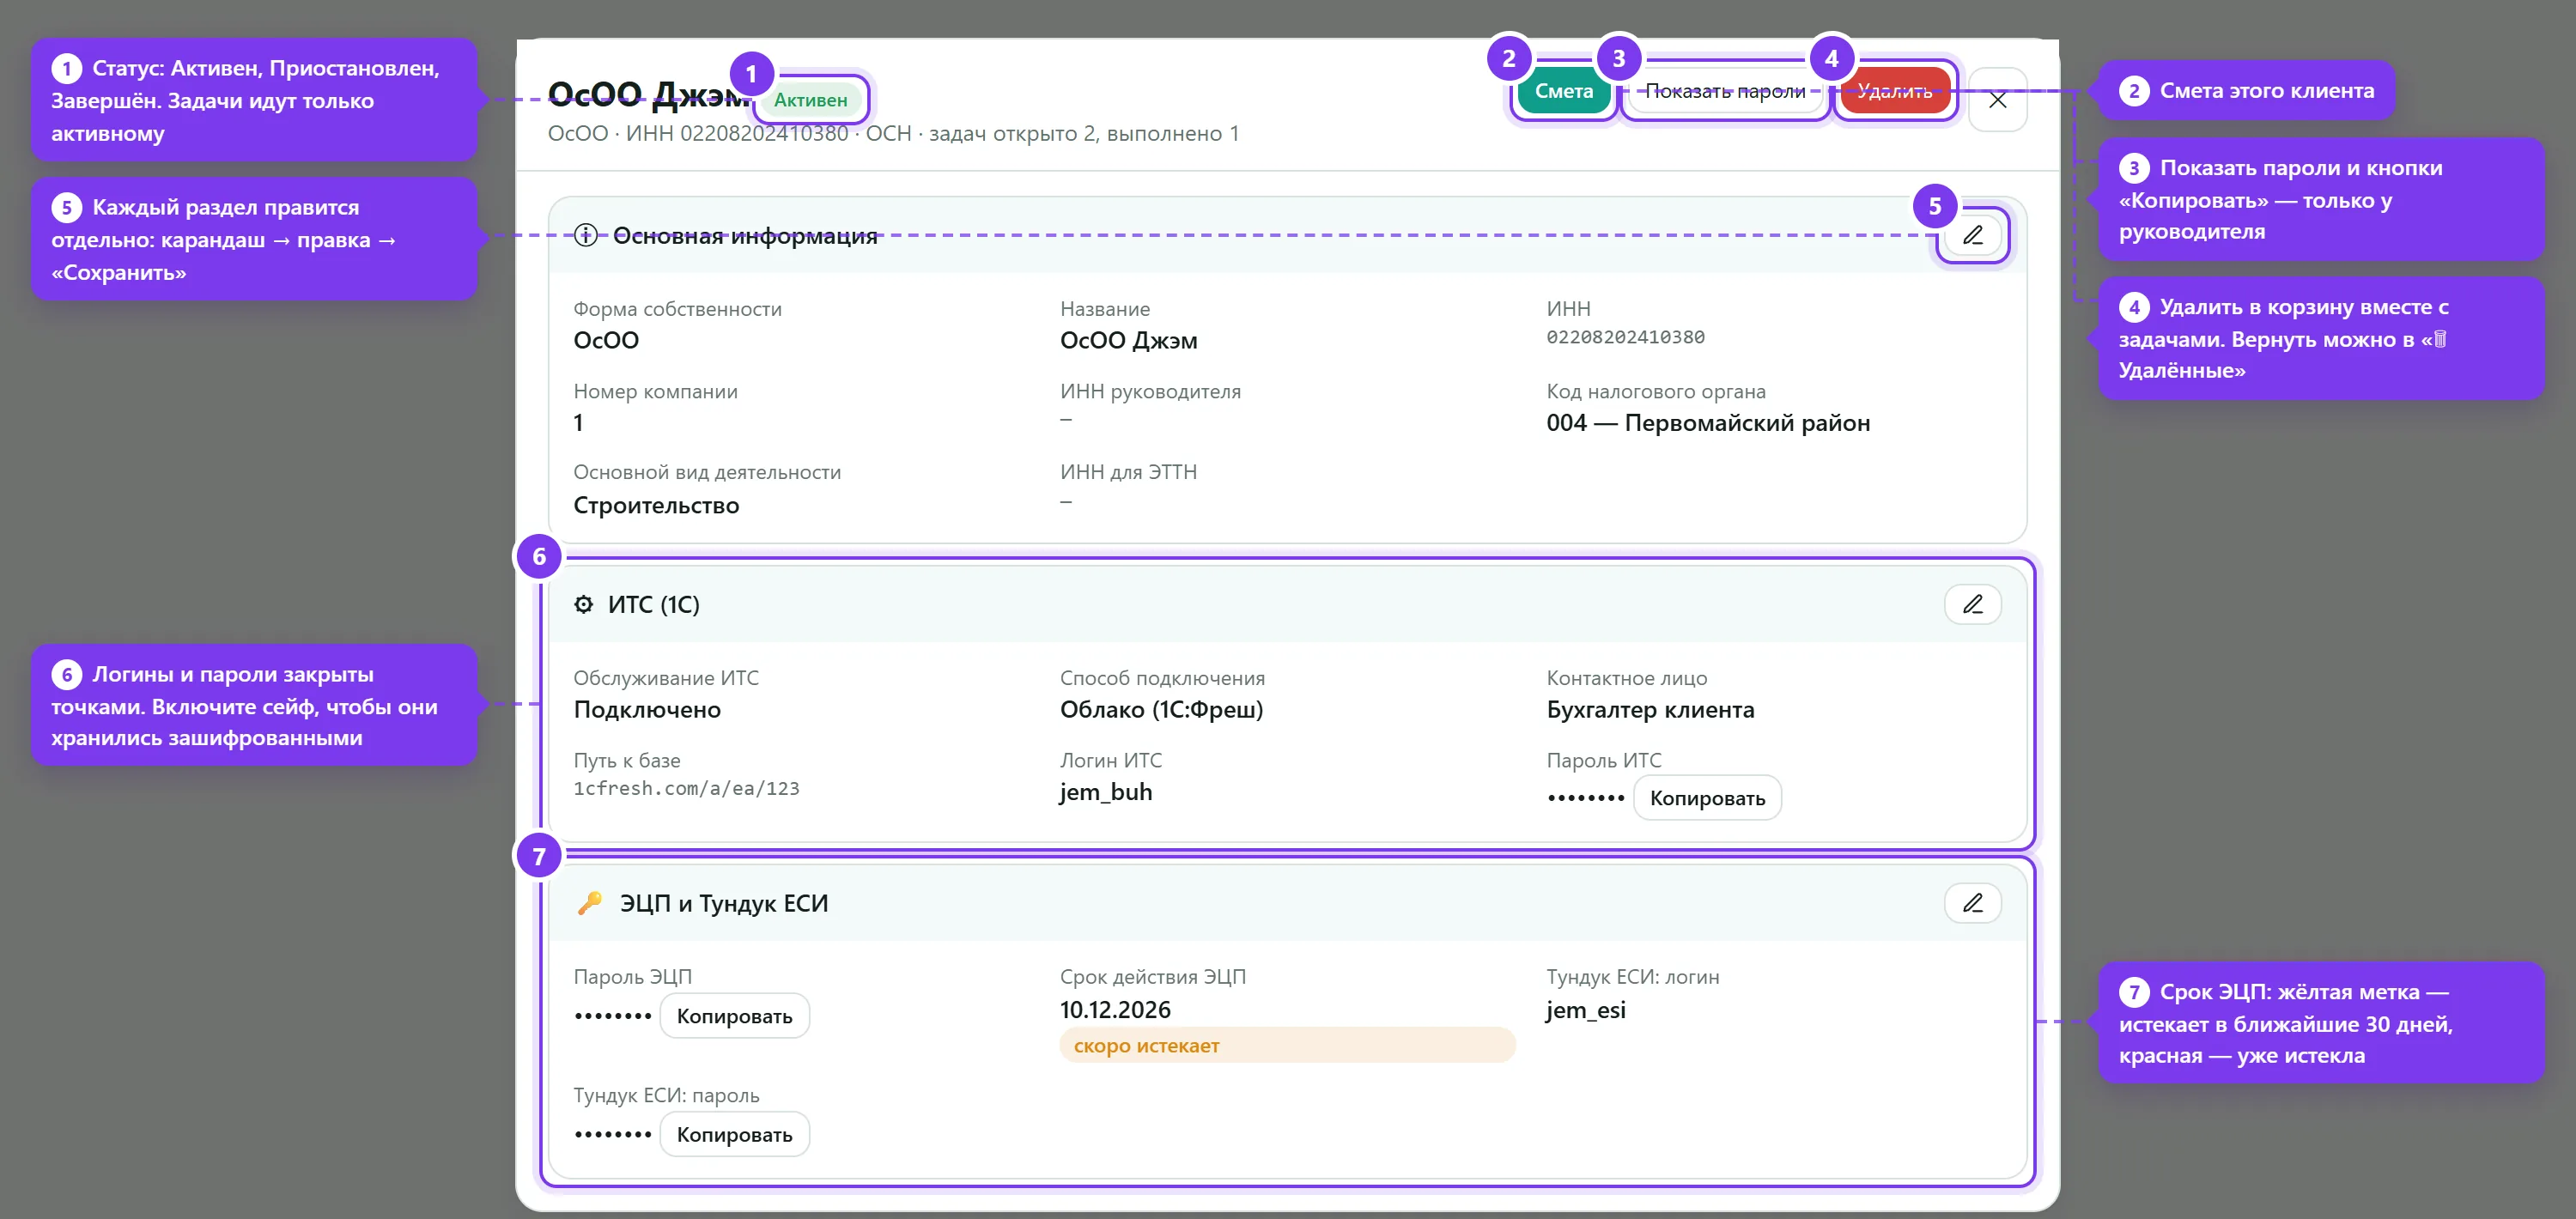 1 Статус: Активен, Приостановлен,
Завершён. Задачи идут только
активному
5 Каждый раздел правится
отдельно: карандаш → правка →
«Сохранить»
6 Логины и пароли закрыты
точками. Включите сейф, чтобы они
хранились зашифрованными
ОсОО Джэм
1
Активен
2
Смета
3
Показать пароли
4
Удалить
ОсОО · ИНН 02208202410380 · ОСН · задач открыто 2, выполнено 1
Основная информация
5
Форма собственности
ОсОО
Название
ОсОО Джэм
ИНН
02208202410380
Номер компании
1
ИНН руководителя
–
Код налогового органа
004 — Первомайский район
Основной вид деятельности
Строительство
ИНН для ЭТТН
–
6
ИТС (1С)
Обслуживание ИТС
Подключено
Способ подключения
Облако (1С:Фреш)
Контактное лицо
Бухгалтер клиента
Путь к базе
1cfresh.com/a/ea/123
Логин ИТС
jem_buh
Пароль ИТС
•••••••• Копировать
7
ЭЦП и Тундук ЕСИ
Пароль ЭЦП
•••••••• Копировать
Срок действия ЭЦП
10.12.2026
скоро истекает
Тундук ЕСИ: логин
jem_esi
Тундук ЕСИ: пароль
•••••••• Копировать
2 Смета этого клиента
3 Показать пароли и кнопки
«Копировать» — только у
руководителя
4 Удалить в корзину вместе с
задачами. Вернуть можно в «🗑
Удалённые»
7 Срок ЭЦП: жёлтая метка —
истекает в ближайшие 30 дней,
красная — уже истекла